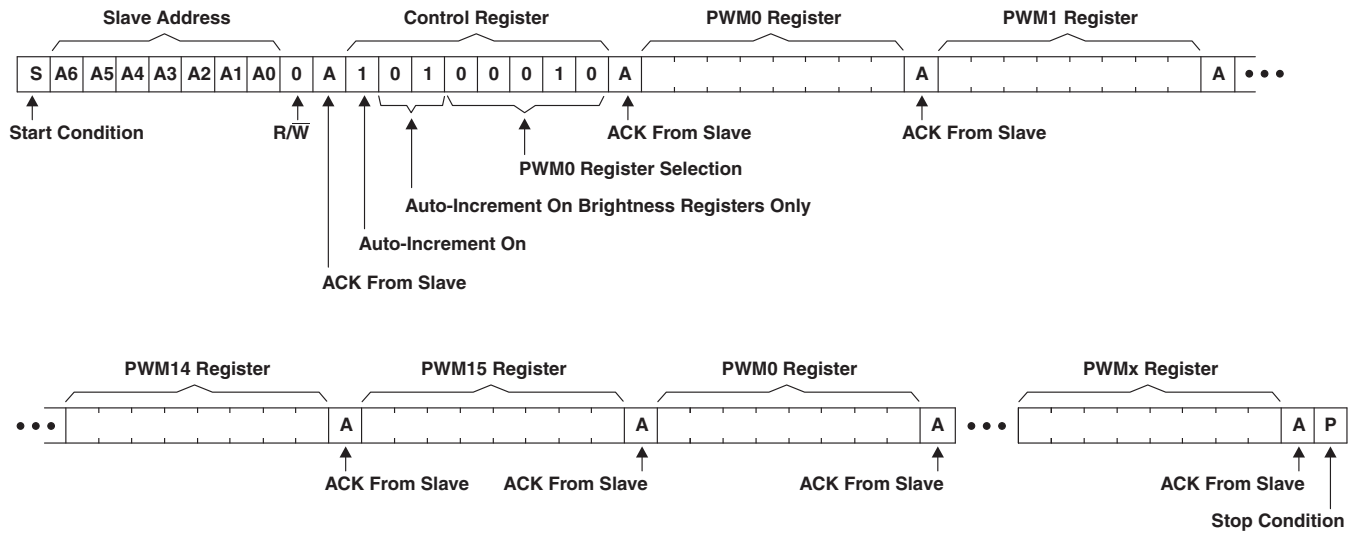 Slave Address Control Register PWM0 Register PWM1 Register
S A6 A5 A4 A3 A2 A1 A0 0 A 1 0 1 0 0 0 1 0 A A A •••
Start Condition R/W̅ ACK From Slave ACK From Slave
PWM0 Register Selection
Auto-Increment On Brightness Registers Only
Auto-Increment On
ACK From Slave
PWM14 Register PWM15 Register PWM0 Register PWMx Register
••• A A A ••• A P
ACK From Slave ACK From Slave ACK From Slave ACK From Slave
Stop Condition